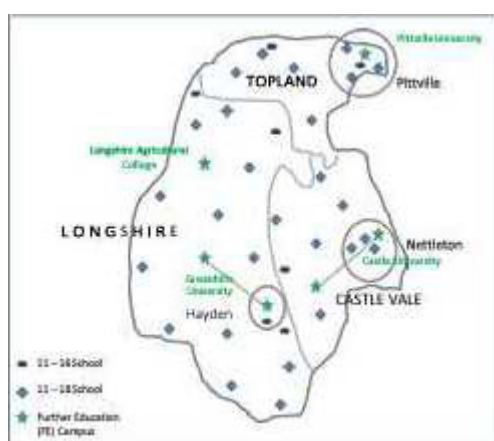 Pittville University
TOPLAND
Pittville
Longshire Agricultural
College
LONGSHIRE
Nettleton
Castle University
University
CASTLE VALE
Hayden
11 – 16 School
11 – 18 School
Further Education
(FE) Campus